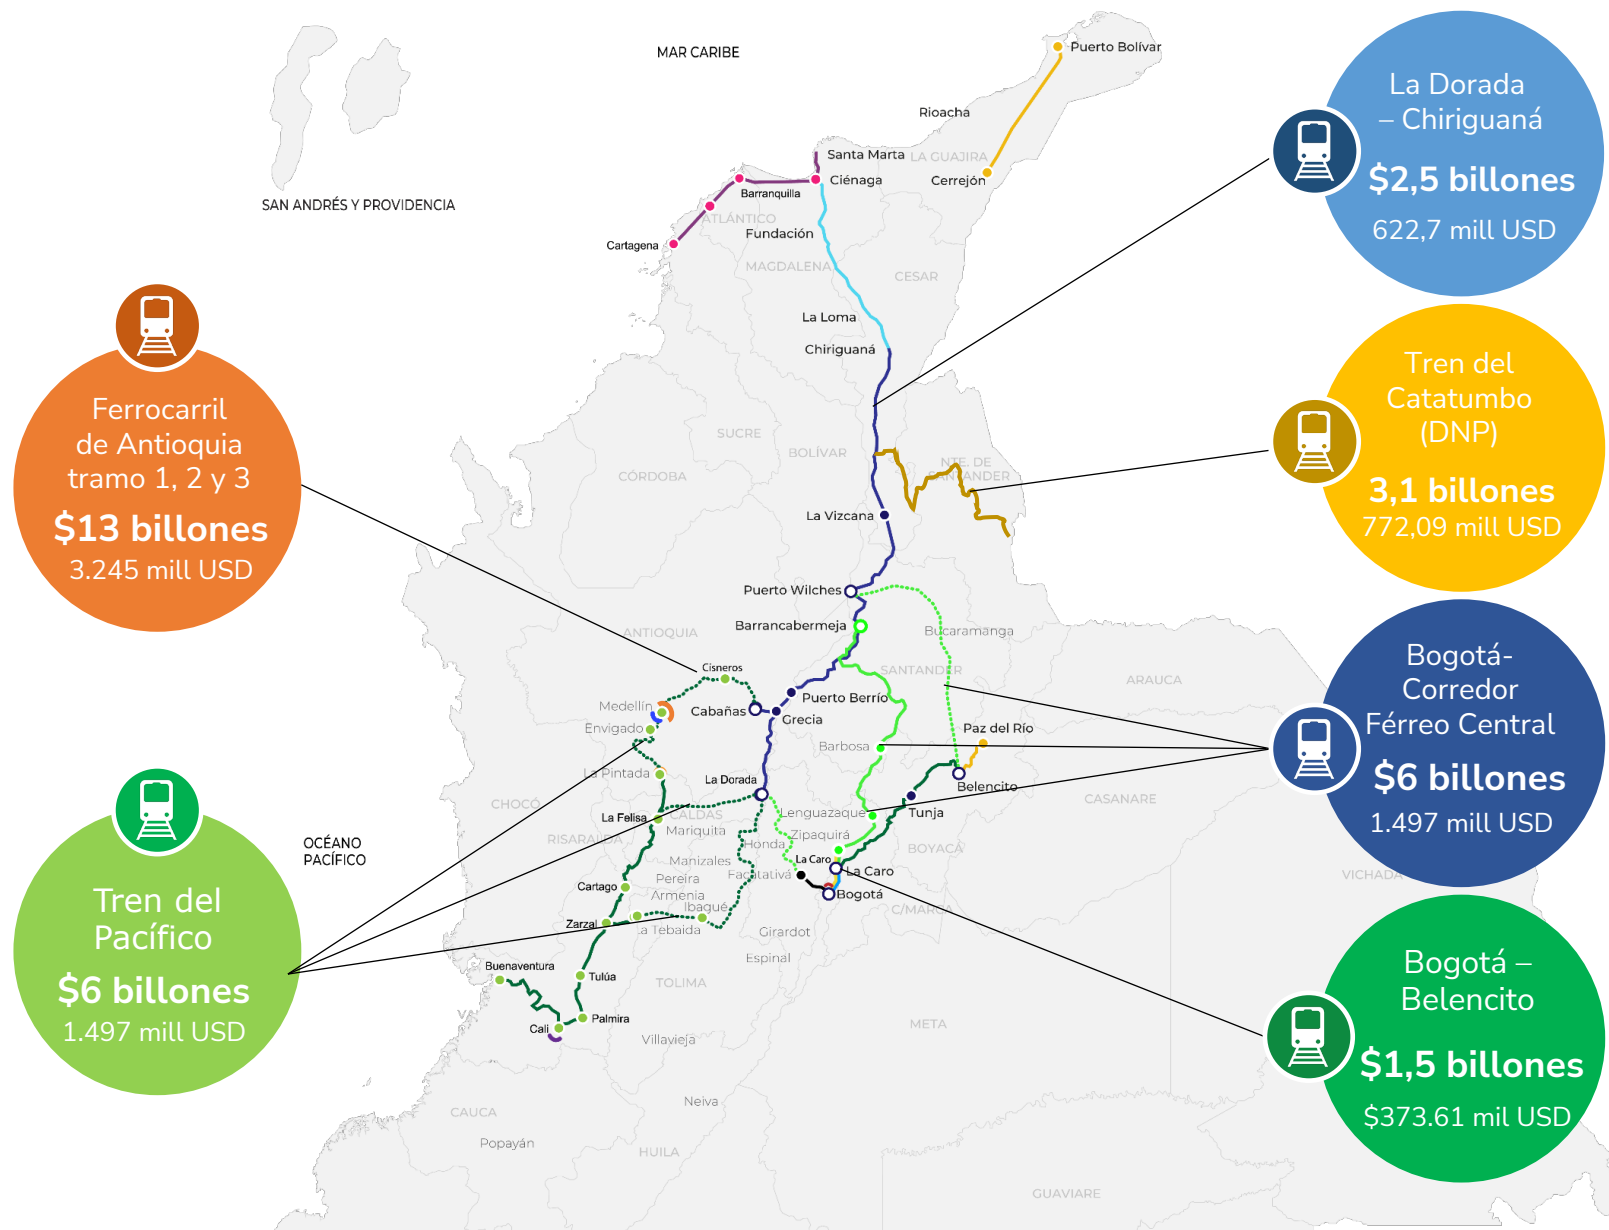 MAR CARIBE
SAN ANDRÉS Y PROVIDENCIA
OCÉANO
PACÍFICO
Puerto Bolívar
Rioacha
LA GUAJIRA
Cerrejón
Santa Marta
Ciénaga
Barranquilla
ATLÁNTICO
Fundación
Cartagena
MAGDALENA
CESAR
La Loma
Chiriguaná
SUCRE
BOLÍVAR
CÓRDOBA
NTE. DE
SANTANDER
La Vizcana
Puerto Wilches
Barrancabermeja
Bucaramanga
ANTIOQUIA
SANTANDER
ARAUCA
Cisneros
Medellín
Envigado
Cabañas
Puerto Berrío
Grecia
Barbosa
Paz del Río
La Pintada
La Dorada
Belencito
CHOCÓ
CASANARE
La Felisa
CALDAS
Mariquita
Lenguazaque
Tunja
RISARALDA
Honda
Zipaquirá
BOYACÁ
Manizales
La Caro
La Caro
Pereira
Facatativá
VICHADA
Cartago
Armenia
Bogotá
Ibagué
C/MARCA
Zarzal
La Tebaida
Girardot
Espinal
Buenaventura
Tulúa
TOLIMA
Palmira
Cali
META
Villavieja
Neiva
CAUCA
Popayán
HUILA
GUAVIARE
Ferrocarril
de Antioquia
tramo 1, 2 y 3
$13 billones
3.245 mill USD
Tren del
Pacífico
$6 billones
1.497 mill USD
La Dorada
– Chiriguaná
$2,5 billones
622,7 mill USD
Tren del
Catatumbo
(DNP)
3,1 billones
772,09 mill USD
Bogotá-
Corredor
Férreo Central
$6 billones
1.497 mill USD
Bogotá –
Belencito
$1,5 billones
$373.61 mil USD